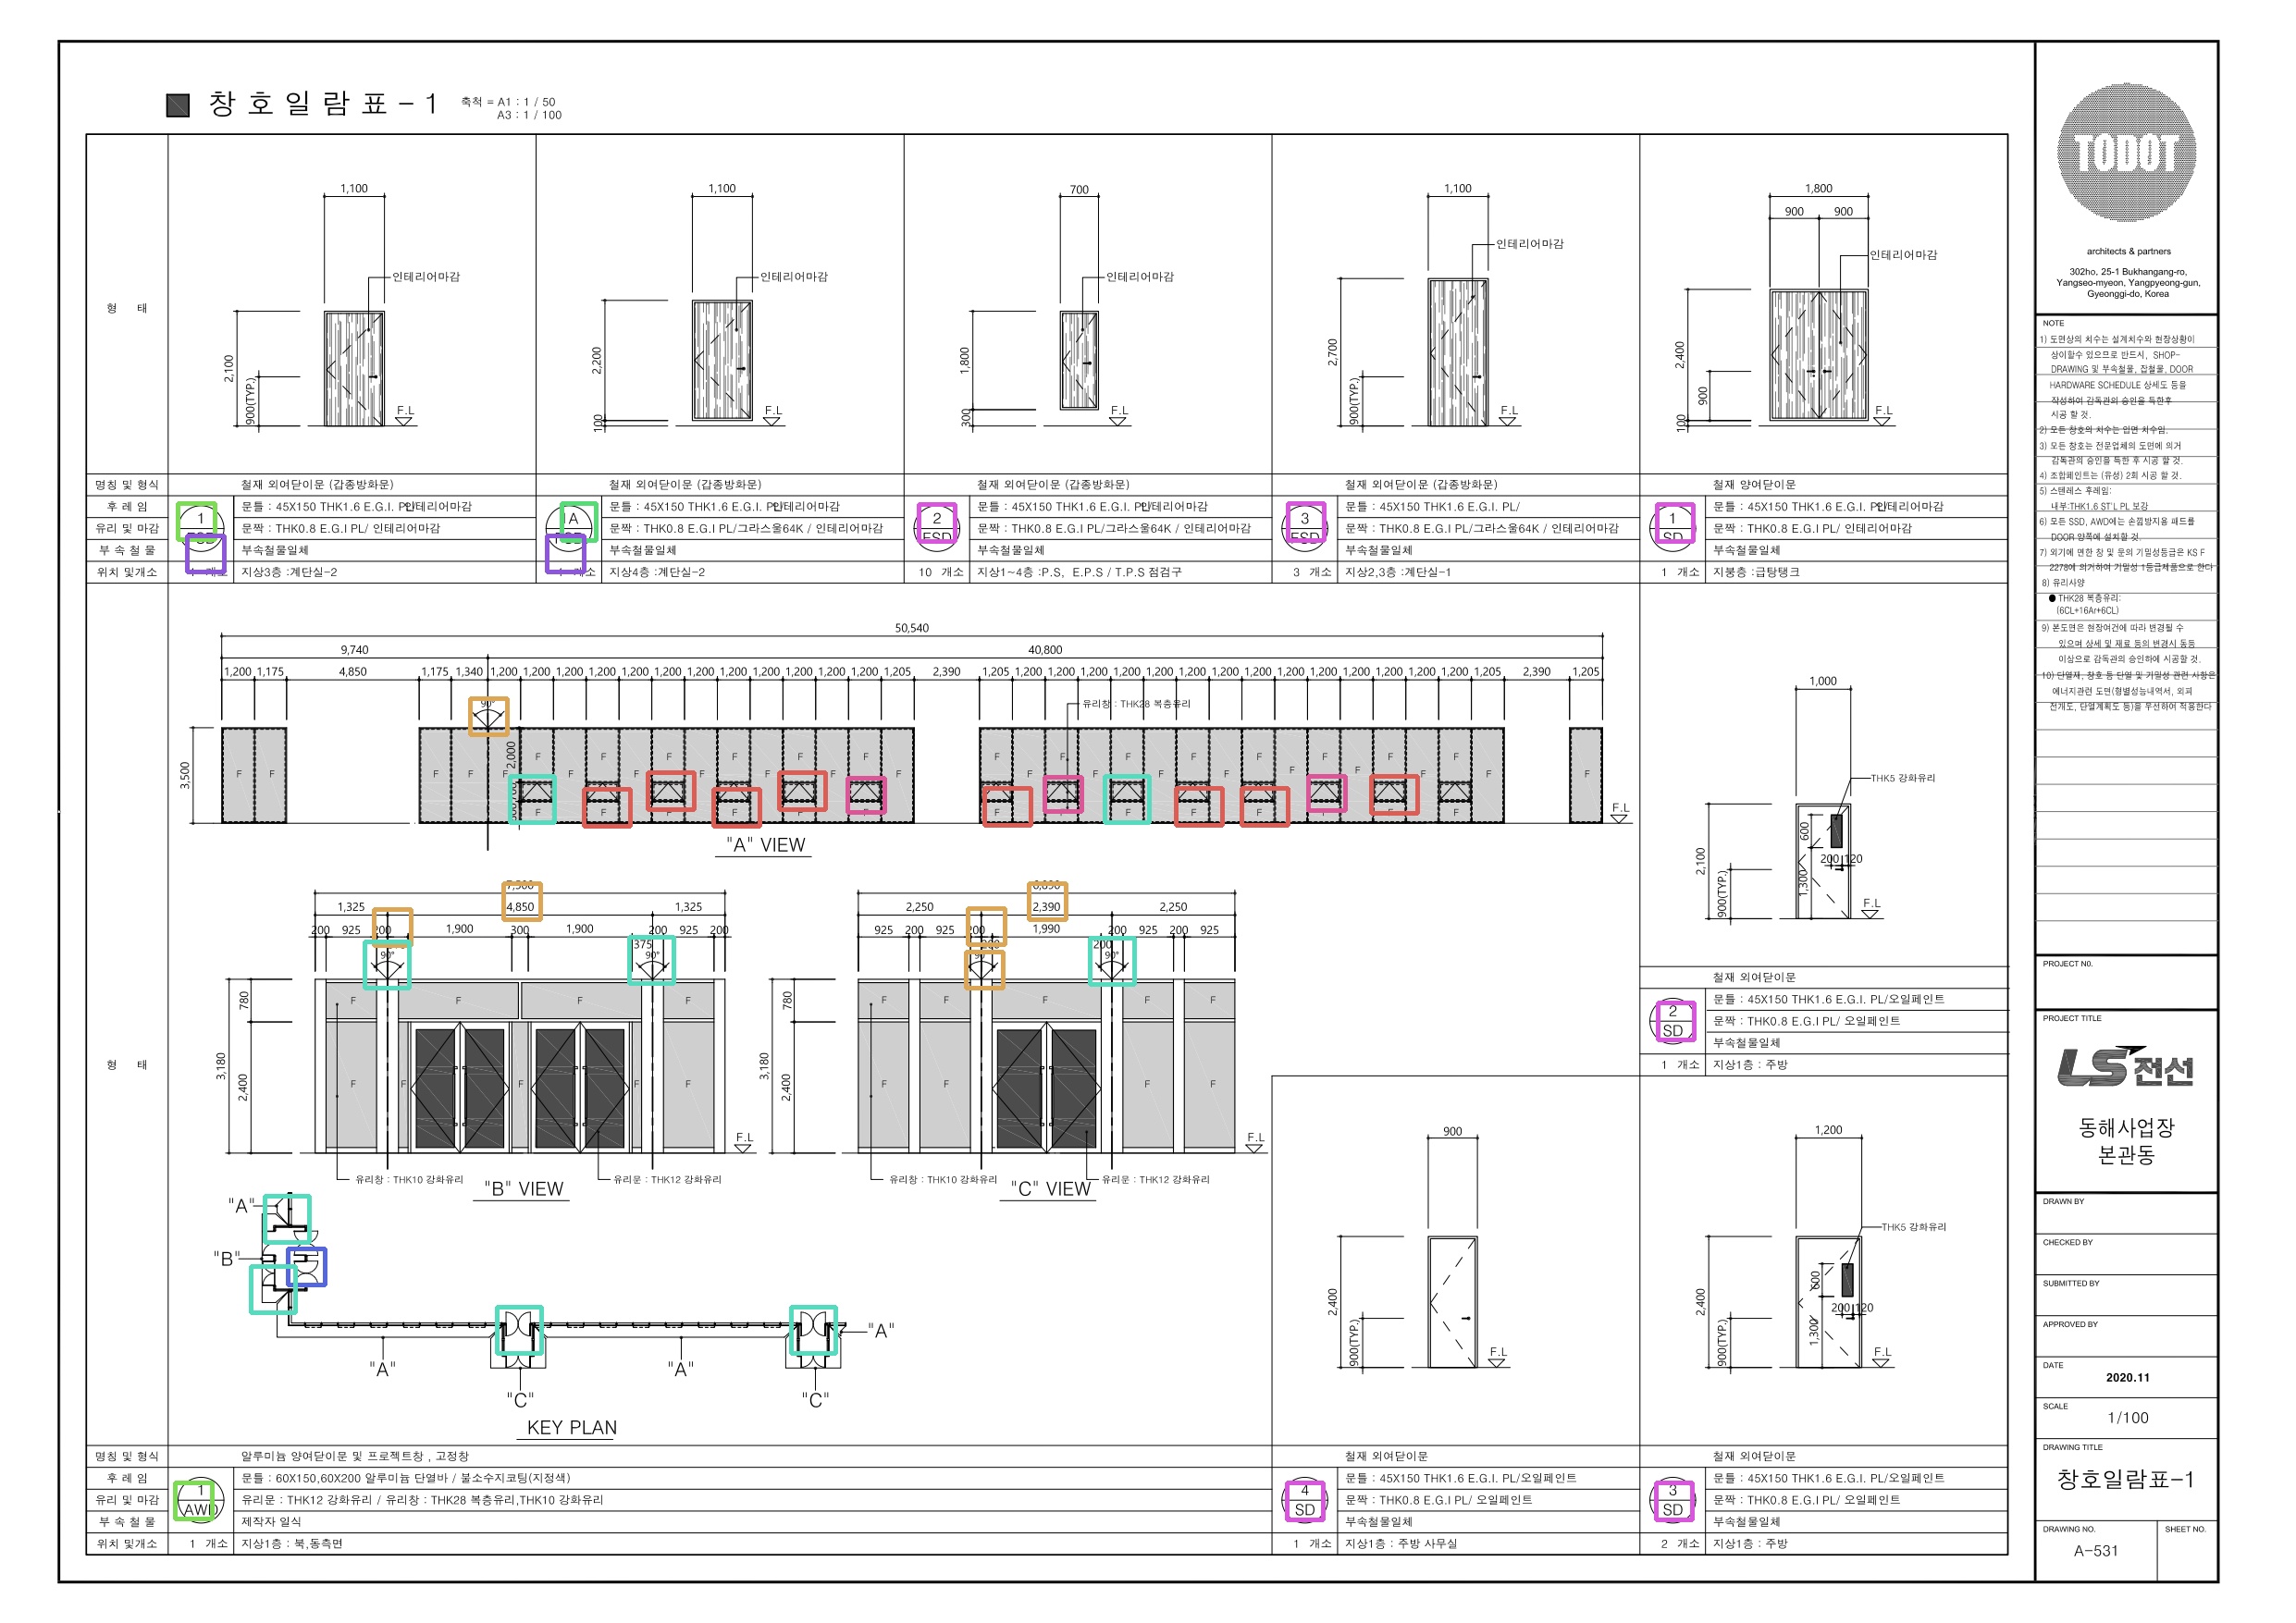 창 호 일 람 표 - 1
축척 = A1 : 1 / 50
A3 : 1 / 100
형 태
1,100
인테리어마감
2,100
900(TYP.)
F.L
1,100
인테리어마감
2,200
100
F.L
700
인테리어마감
1,800
300
F.L
1,100
인테리어마감
2,700
900(TYP.)
F.L
1,800
900 900
인테리어마감
2,400
900
100
F.L
명칭 및 형식
후 레 임
유리 및 마감
부 속 철 물
위치 및개소
1
철재 외여닫이문 (갑종방화문)
문틀 : 45X150 THK1.6 E.G.I. PL/인테리어마감
문짝 : THK0.8 E.G.I PL/ 인테리어마감
부속철물일체
지상3층 :계단실-2
철재 외여닫이문 (갑종방화문)
문틀 : 45X150 THK1.6 E.G.I. PL/인테리어마감
문짝 : THK0.8 E.G.I PL/그라스울64K / 인테리어마감
부속철물일체
지상4층 :계단실-2
2
FSD
10 개소
철재 외여닫이문 (갑종방화문)
문틀 : 45X150 THK1.6 E.G.I. PL/인테리어마감
문짝 : THK0.8 E.G.I PL/그라스울64K / 인테리어마감
부속철물일체
지상1~4층 :P.S, E.P.S / T.P.S 점검구
3
FSD
3 개소
철재 외여닫이문 (갑종방화문)
문틀 : 45X150 THK1.6 E.G.I. PL/
문짝 : THK0.8 E.G.I PL/그라스울64K / 인테리어마감
부속철물일체
지상2,3층 :계단실-1
1
SD
1 개소
철재 양여닫이문
문틀 : 45X150 THK1.6 E.G.I. PL/인테리어마감
문짝 : THK0.8 E.G.I PL/ 인테리어마감
부속철물일체
지붕층 :급탕탱크
형 태
50,540
9,740 40,800
1,200 1,175 4,850 1,175 1,340 1,200 1,200 1,200 1,200 1,200 1,200 1,200 1,200 1,200 1,200 1,200 1,200 1,205 2,390 1,205 1,200 1,200 1,200 1,200 1,200 1,200 1,200 1,200 1,200 1,200 1,200 1,200 1,200 1,200 1,205 2,390 1,205
90°
유리창 : THK28 복층유리
3,500
2,000
F F F F F F F F F F F F F F F F F F
F.L
"A" VIEW
7,500
1,325 4,850 1,325
200 925 200 1,900 300 1,900 200 925 200
375
90° 90°
780
3,180
2,400
F F F F
F F F F F
F.L
유리창 : THK10 강화유리
유리문 : THK12 강화유리
"B" VIEW
6,890
2,250 2,390 2,250
925 200 925 200 1,990 200 925 200 925
200
90° 90°
780
3,180
2,400
F F F F F
F F F F
F.L
유리창 : THK10 강화유리
유리문 : THK12 강화유리
"C" VIEW
"A"
"B"
"A"
"A" "A"
"C" "C"
KEY PLAN
1,000
THK5 강화유리
600
200 120
2,100
900(TYP.)
1,300
F.L
2
SD
1 개소
철재 외여닫이문
문틀 : 45X150 THK1.6 E.G.I. PL/오일페인트
문짝 : THK0.8 E.G.I PL/ 오일페인트
부속철물일체
지상1층 : 주방
900
2,400
900(TYP.)
F.L
1,200
THK5 강화유리
600
200 120
2,400
900(TYP.)
1,300
F.L
명칭 및 형식
후 레 임
유리 및 마감
부 속 철 물
위치 및개소
1
AWD
1 개소
알루미늄 양여닫이문 및 프로젝트창 , 고정창
문틀 : 60X150,60X200 알루미늄 단열바 / 불소수지코팅(지정색)
유리문 : THK12 강화유리 / 유리창 : THK28 복층유리,THK10 강화유리
제작자 일식
지상1층 : 북,동측면
4
SD
1 개소
철재 외여닫이문
문틀 : 45X150 THK1.6 E.G.I. PL/오일페인트
문짝 : THK0.8 E.G.I PL/ 오일페인트
부속철물일체
지상1층 : 주방 사무실
3
SD
2 개소
철재 외여닫이문
문틀 : 45X150 THK1.6 E.G.I. PL/오일페인트
문짝 : THK0.8 E.G.I PL/ 오일페인트
부속철물일체
지상1층 : 주방
TODOT
architects & partners
302ho, 25-1 Bukhangang-ro,
Yangseo-myeon, Yangpyeong-gun,
Gyeonggi-do, Korea
NOTE
1) 도면상의 치수는 설계치수와 현장상황이
상이할수 있으므로 반드시, SHOP-
DRAWING 및 부속철물, 잡철물, DOOR
HARDWARE SCHEDULE 상세도 등을
작성하여 감독관의 승인을 득한후
시공 할 것.
2) 모든 창호의 치수는 입면 치수임.
3) 모든 창호는 전문업체의 도면에 의거
감독관의 승인을 득한 후 시공 할 것.
4) 조합페인트는 (유성) 2회 시공 할 것.
5) 스텐레스 후레임:
내부:THK1.6 ST'L PL 보강
6) 모든 SSD, AWD에는 손낌방지용 패드를
DOOR 양쪽에 설치할 것.
7) 외기에 면한 창 및 문의 기밀성등급은 KS F
2278에 의거하여 기밀성 1등급제품으로 한다
8) 유리사양
● THK28 복층유리:
(6CL+16Ar+6CL)
9) 본도면은 현장여건에 따라 변경될 수
있으며 상세 및 재료 등의 변경시 동등
이상으로 감독관의 승인하에 시공할 것.
10) 단열재, 창호 등 단열 및 기밀성 관련 사항은
에너지관련 도면(형별성능내역서, 외피
전개도, 단열계획도 등)을 우선하여 적용한다
PROJECT N0.
PROJECT TITLE
LS전선
동해사업장
본관동
DRAWN BY
CHECKED BY
SUBMITTED BY
APPROVED BY
DATE
2020.11
SCALE
1/100
DRAWING TITLE
창호일람표-1
DRAWING NO.
A-531
SHEET NO.